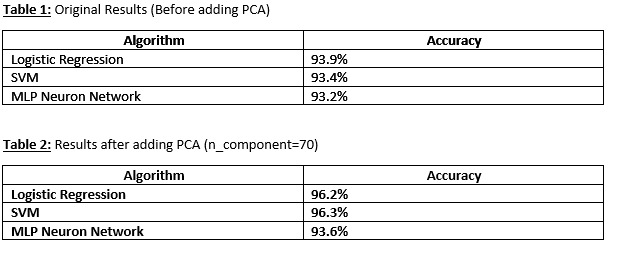 Table 1: Original Results (Before adding PCA)
Algorithm Accuracy
Logistic Regression 93.9%
SVM 93.4%
MLP Neuron Network 93.2%
Table 2: Results after adding PCA (n_component=70)
Algorithm Accuracy
Logistic Regression 96.2%
SVM 96.3%
MLP Neuron Network 93.6%